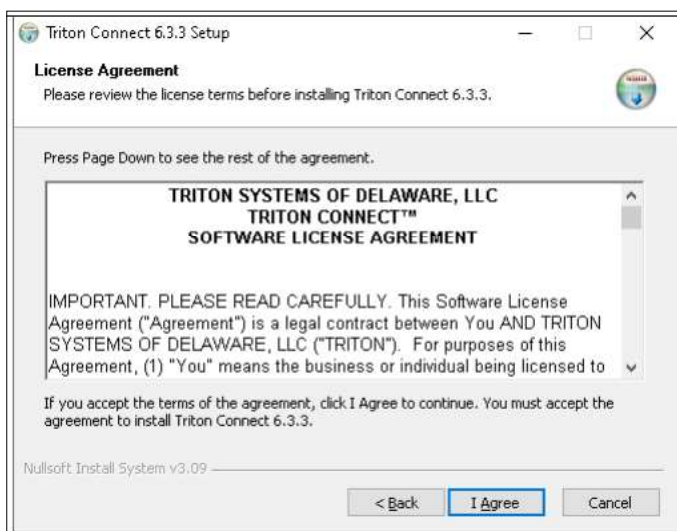 Triton Connect 6.3.3 Setup
License Agreement
Please review the license terms before installing Triton Connect 6.3.3.
Press Page Down to see the rest of the agreement.
TRITON SYSTEMS OF DELAWARE, LLC
TRITON CONNECT™
SOFTWARE LICENSE AGREEMENT
IMPORTANT. PLEASE READ CAREFULLY. This Software License
Agreement ("Agreement") is a legal contract between You AND TRITON
SYSTEMS OF DELAWARE, LLC ("TRITON"). For purposes of this
Agreement, (1) "You" means the business or individual being licensed to
If you accept the terms of the agreement, click I Agree to continue. You must accept the
agreement to install Triton Connect 6.3.3.
Nullsoft Install System v3.09
< Back
I Agree
Cancel